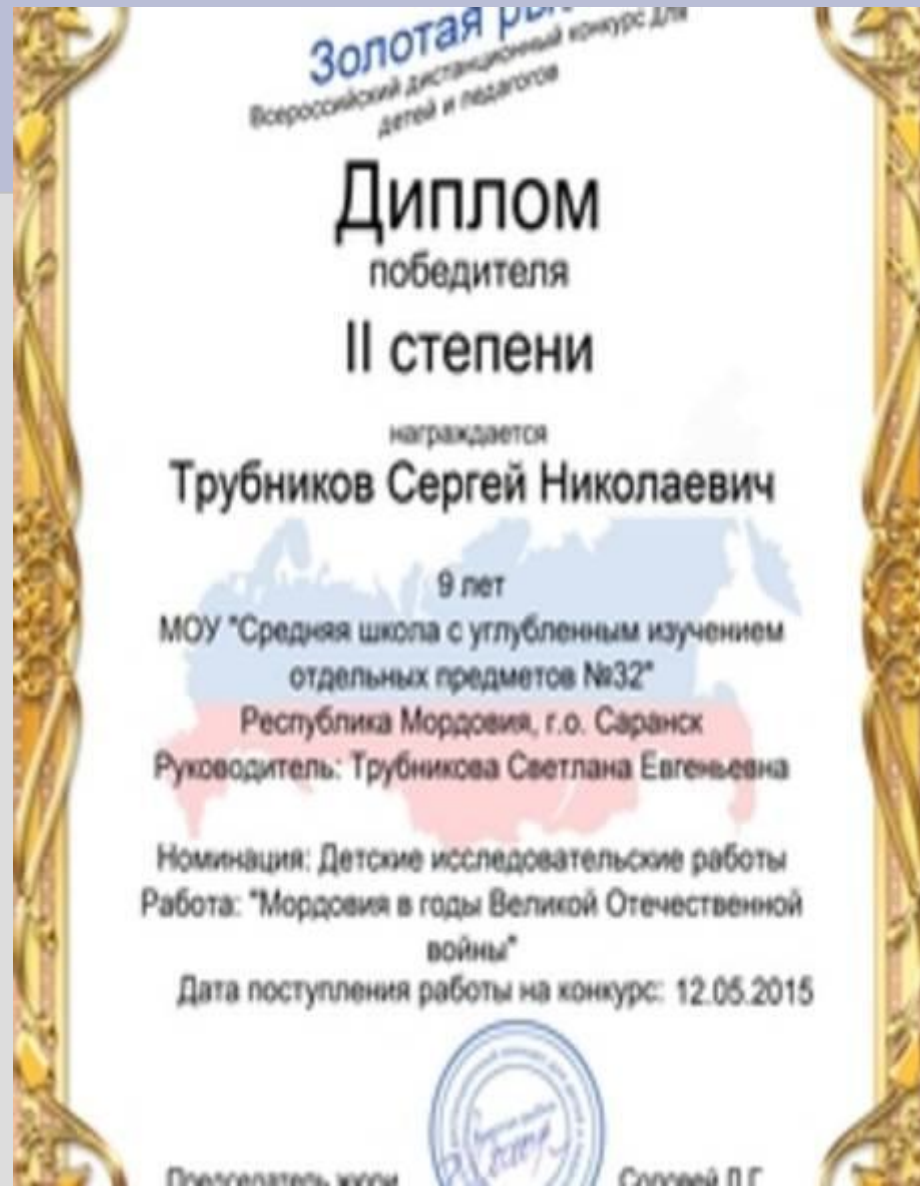 Золотая
Всероссийский дистанционный конкурс для
детей и педагогов
Диплом
победителя
II степени
награждается
Трубников Сергей Николаевич
9 лет
МОУ "Средняя школа с углубленным изучением
отдельных предметов №32"
Республика Мордовия, г.о. Саранск
Руководитель: Трубникова Светлана Евгеньевна
Номинация: Детские исследовательские работы
Работа: "Мордовия в годы Великой Отечественной
войны"
Дата поступления работы на конкурс: 12.05.2015
Председатель жюри Соловей Л.Г.